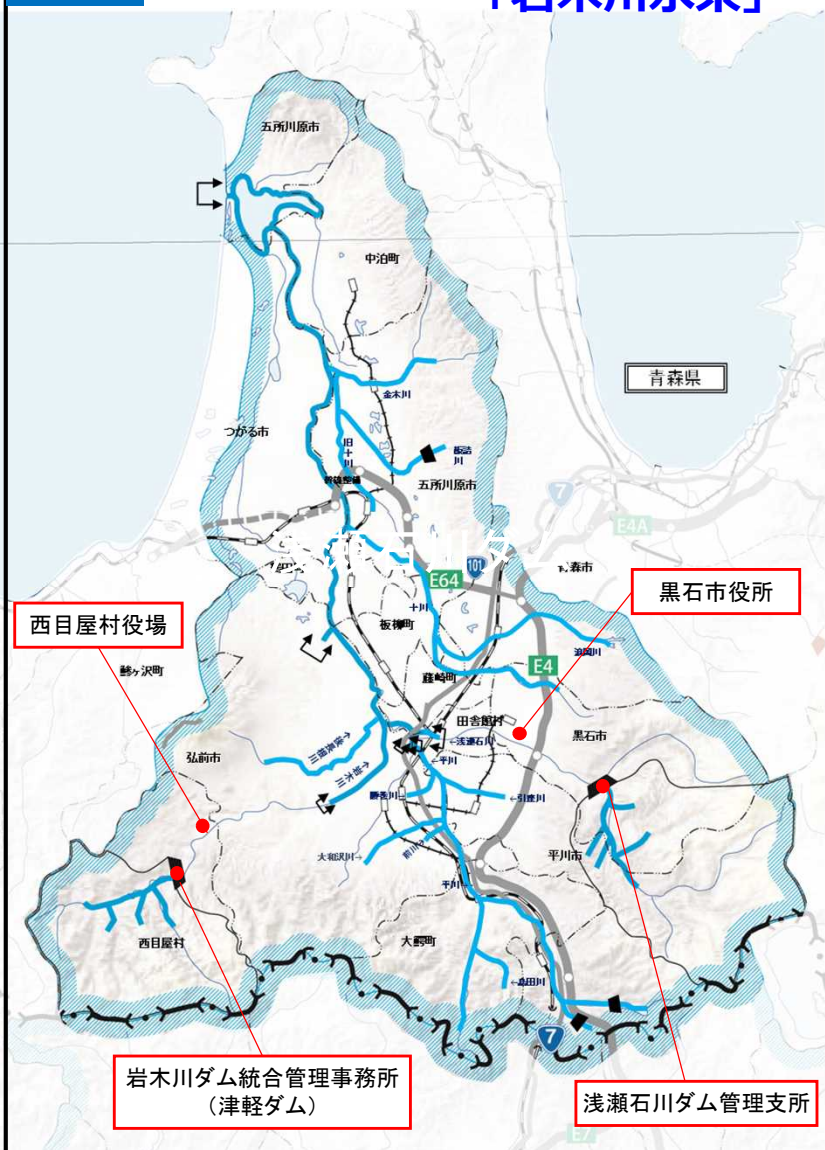 「岩木川水系」
五所川原市
中泊町
青森県
金木川
つがる市
旧十川
飯詰川
五所川原市
7
E4A
101
E64
黒石市役所
西目屋村役場
十川
板柳町
浪岡川
E4
鰺ヶ沢町
藤崎町
田舎館村
黒石市
弘前市
←浅瀬石川
←平川
←引座川
大和沢川→
前川→
平川市
平川→
西目屋村
大鰐町
7
岩木川ダム統合管理事務所
(津軽ダム)
浅瀬石川ダム管理支所
E7